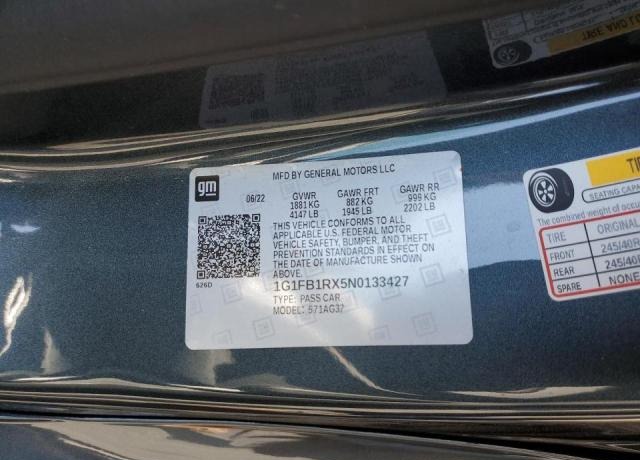 MFD BY GENERAL MOTORS LLC
gm
06/22
GVWR GAWR FRT GAWR RR
1881 KG 882 KG 999 KG
4147 LB 1945 LB 2202 LB
THIS VEHICLE CONFORMS TO ALL
APPLICABLE U.S. FEDERAL MOTOR
VEHICLE SAFETY, BUMPER, AND THEFT
PREVENTION STANDARDS IN EFFECT ON
THE DATE OF MANUFACTURE SHOWN
ABOVE.
626D
1G1FB1RX5N0133427
TYPE: PASS CAR
MODEL: 571AG37
SEATING CAPA
The combined weight of occu
TIRE ORIGINAL
FRONT 245/40R
REAR 245/40R
SPARE NONE